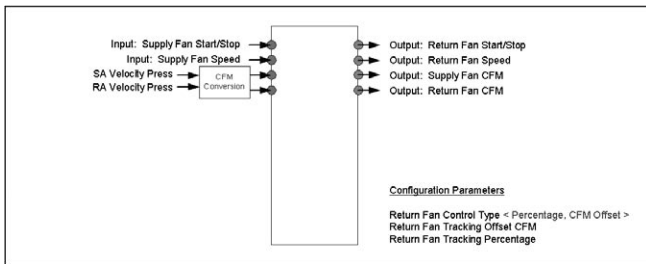 Input: Supply Fan Start/Stop
Input: Supply Fan Speed
SA Velocity Press
RA Velocity Press
CFM
Conversion
Output: Return Fan Start/Stop
Output: Return Fan Speed
Output: Supply Fan CFM
Output: Return Fan CFM
Configuration Parameters
Return Fan Control Type < Percentage, CFM Offset >
Return Fan Tracking Offset CFM
Return Fan Tracking Percentage